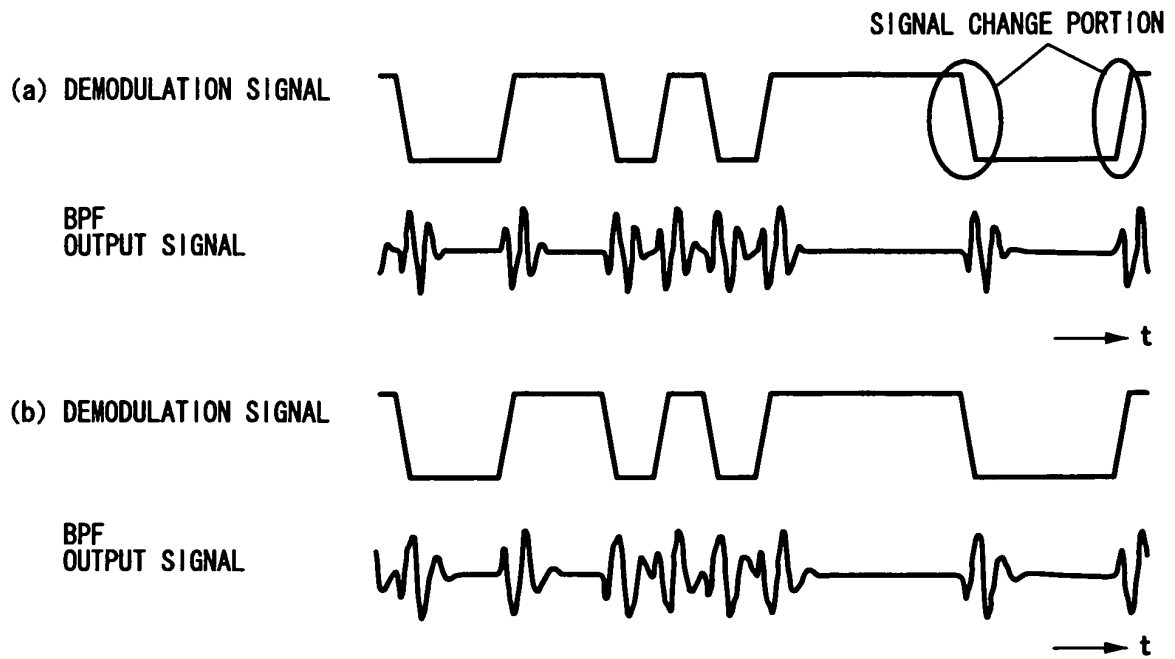 SIGNAL CHANGE PORTION
(a) DEMODULATION SIGNAL
BPF
OUTPUT SIGNAL
t
(b) DEMODULATION SIGNAL
BPF
OUTPUT SIGNAL
t